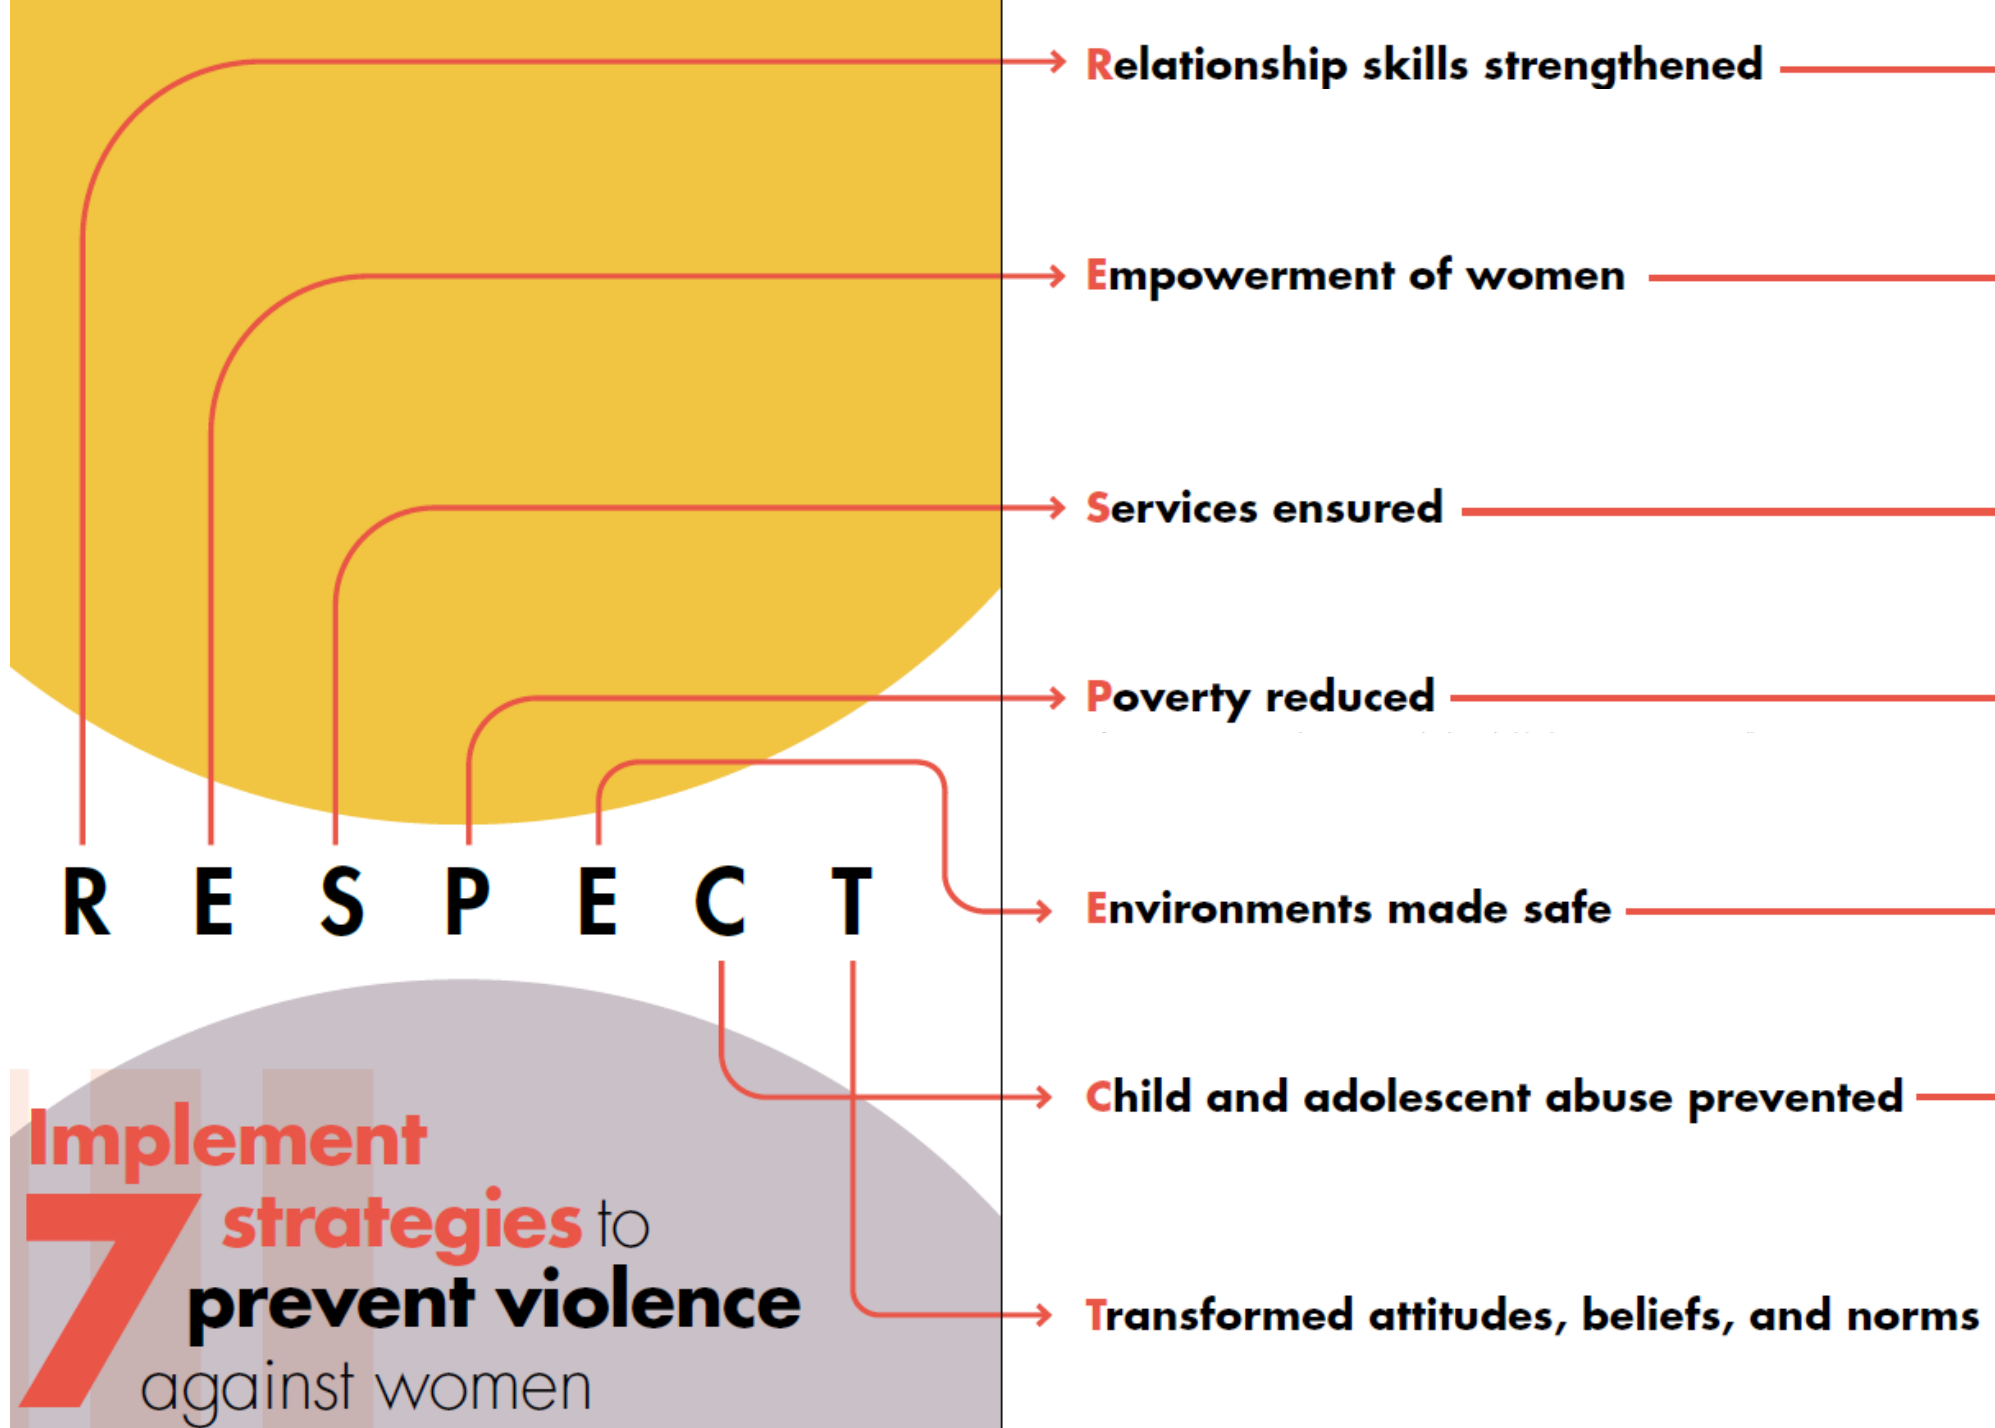 Relationship skills strengthened
Empowerment of women
Services ensured
Poverty reduced
R E S P E C T
Environments made safe
Child and adolescent abuse prevented
Transformed attitudes, beliefs, and norms
Implement
7 strategies to
prevent violence
against women